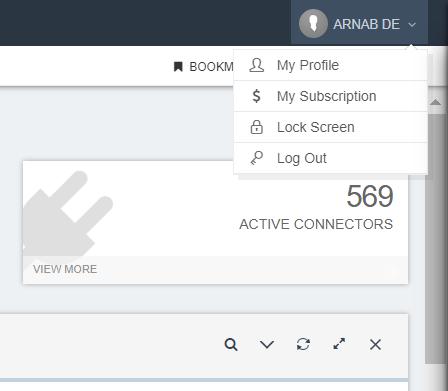 ARNAB DE
BOOKM
My Profile
$ My Subscription
Lock Screen
Log Out
569
ACTIVE CONNECTORS
VIEW MORE